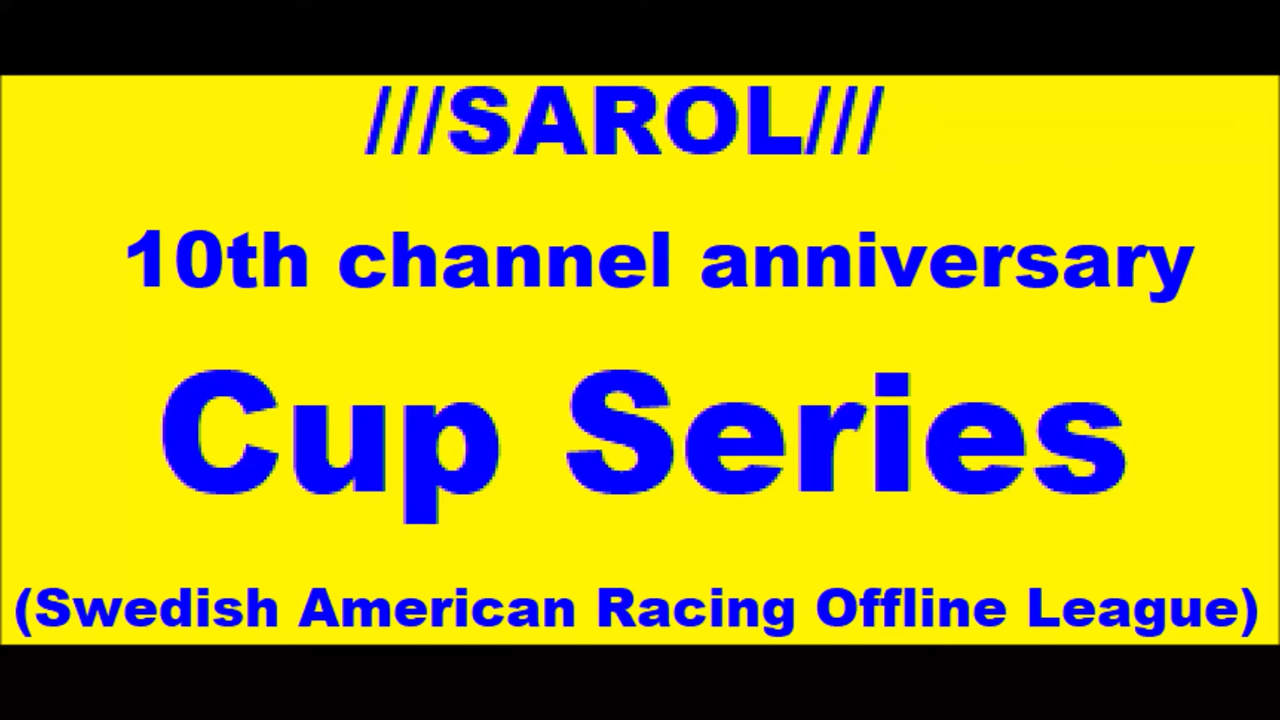 ///SAROL///
10th channel anniversary
Cup Series
(Swedish American Racing Offline League)